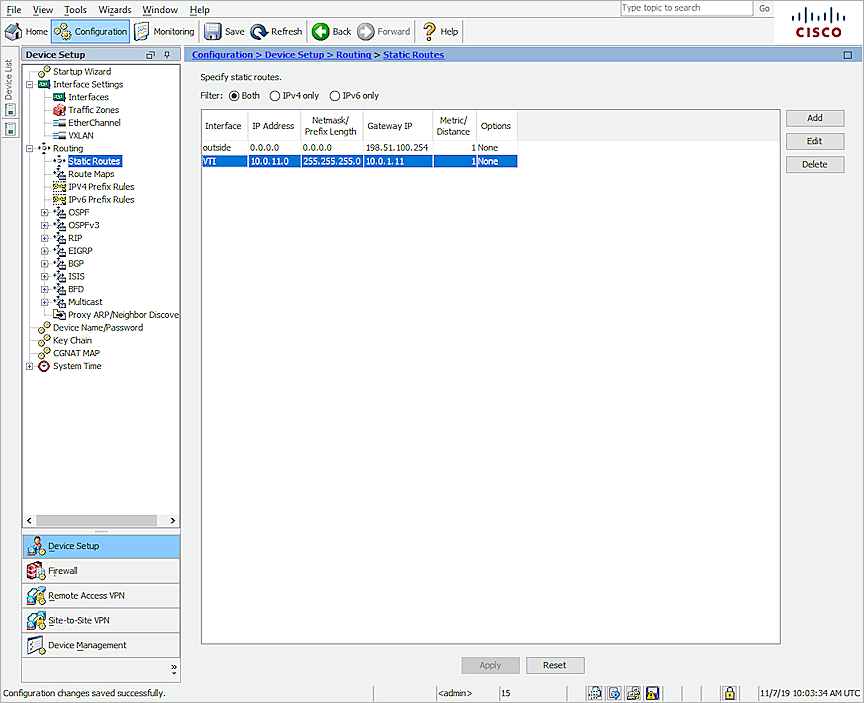 File View Tools Wizards Window Help
Type topic to search Go
Home Configuration Monitoring Save Refresh Back Forward Help
CISCO
Device List
Device Setup
Configuration > Device Setup > Routing > Static Routes
Startup Wizard
Interface Settings
Interfaces
Traffic Zones
EtherChannel
VXLAN
Routing
Static Routes
Route Maps
IPV4 Prefix Rules
IPv6 Prefix Rules
OSPF
OSPFv3
RIP
EIGRP
BGP
ISIS
BFD
Multicast
Proxy ARP/Neighbor Discove
Device Name/Password
Key Chain
CGNAT MAP
System Time
Specify static routes.
Filter: Both IPv4 only IPv6 only
Interface IP Address Netmask/ Prefix Length Gateway IP Metric/ Distance Options
outside 0.0.0.0 0.0.0.0 198.51.100.254 1 None
VTI 10.0.11.0 255.255.255.0 10.0.1.11 1 None
Add
Edit
Delete
Device Setup
Firewall
Remote Access VPN
Site-to-Site VPN
Device Management
Apply Reset
Configuration changes saved successfully. <admin> 15 11/7/19 10:03:34 AM UTC